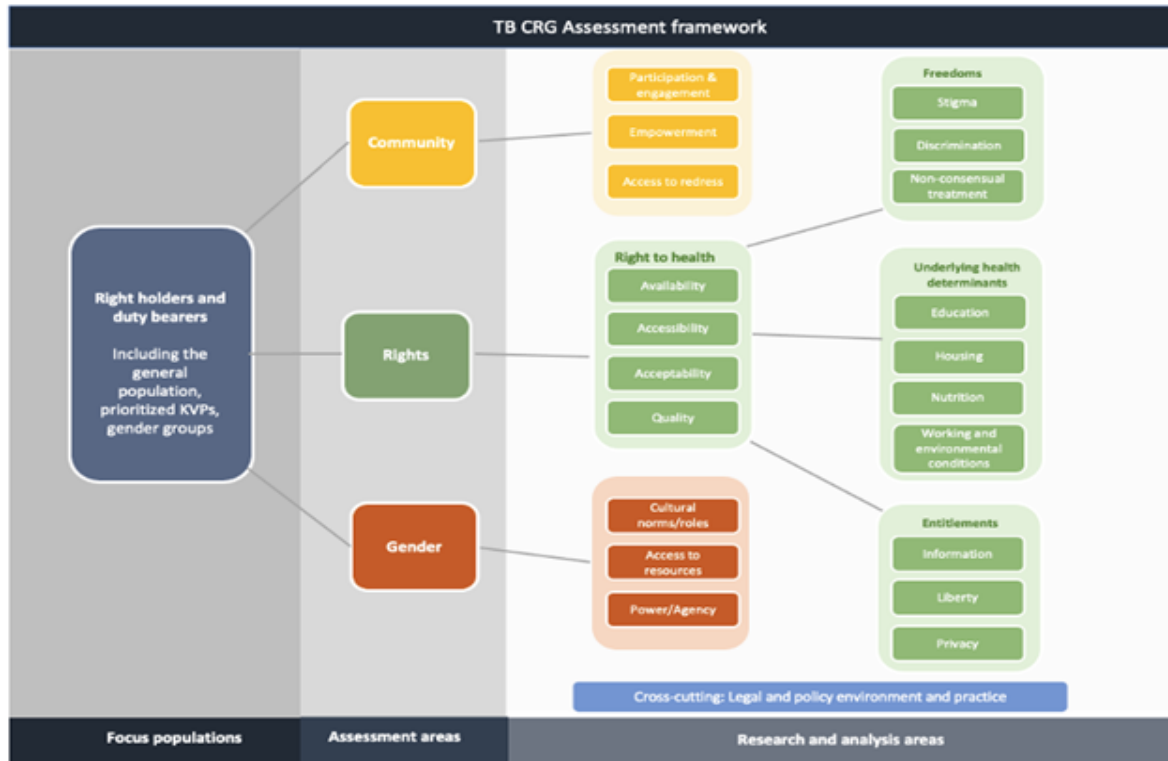 TB CRG Assessment framework
Right holders and
duty bearers
Including the
general
population,
prioritized KVPs,
gender groups
Community
Rights
Gender
Participation &
engagement
Empowerment
Access to redress
Right to health
Availability
Accessibility
Acceptability
Quality
Cultural
norms/roles
Access to
resources
Power/Agency
Freedoms
Stigma
Discrimination
Non-consensual
treatment
Underlying health
determinants
Education
Housing
Nutrition
Working and
environmental
conditions
Entitlements
Information
Liberty
Privacy
Cross-cutting: Legal and policy environment and practice
Focus populations
Assessment areas
Research and analysis areas